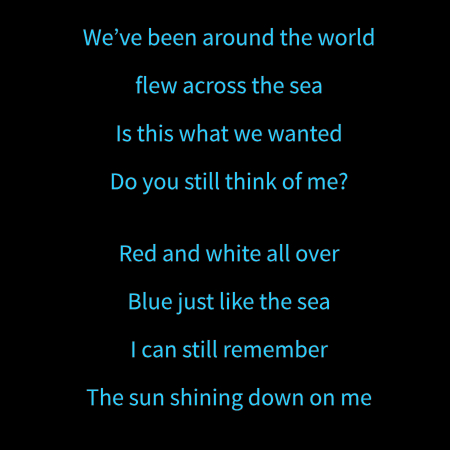 We’ve been around the world
flew across the sea
Is this what we wanted
Do you still think of me?
Red and white all over
Blue just like the sea
I can still remember
The sun shining down on me